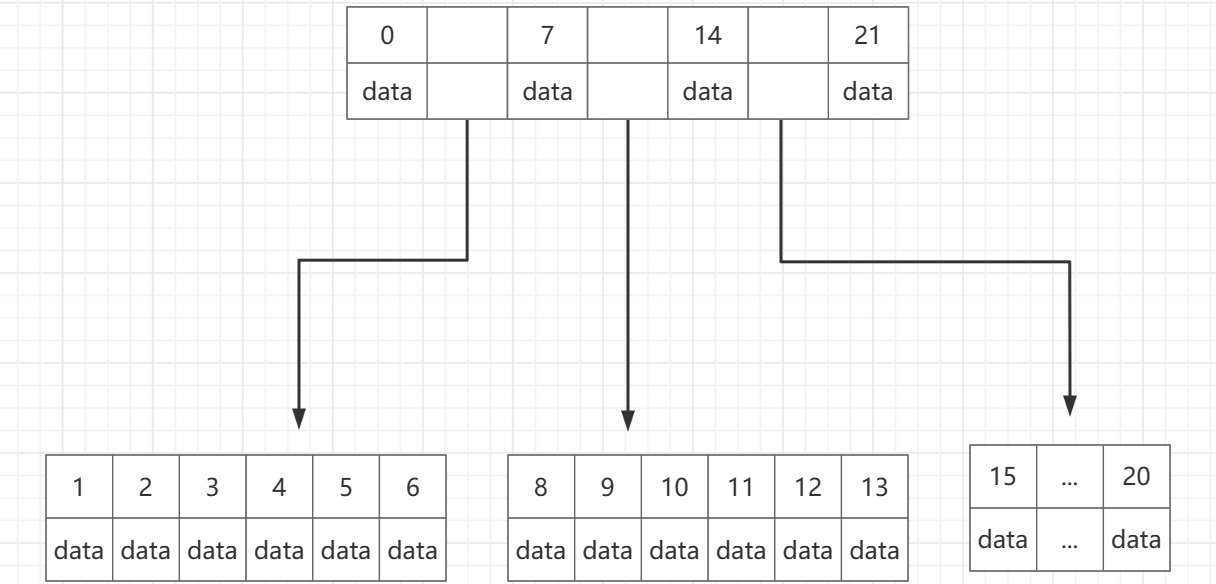 0 7 14 21
data data data data
1 2 3 4 5 6
data data data data data data
8 9 10 11 12 13
data data data data data data
15 ... 20
data ... data